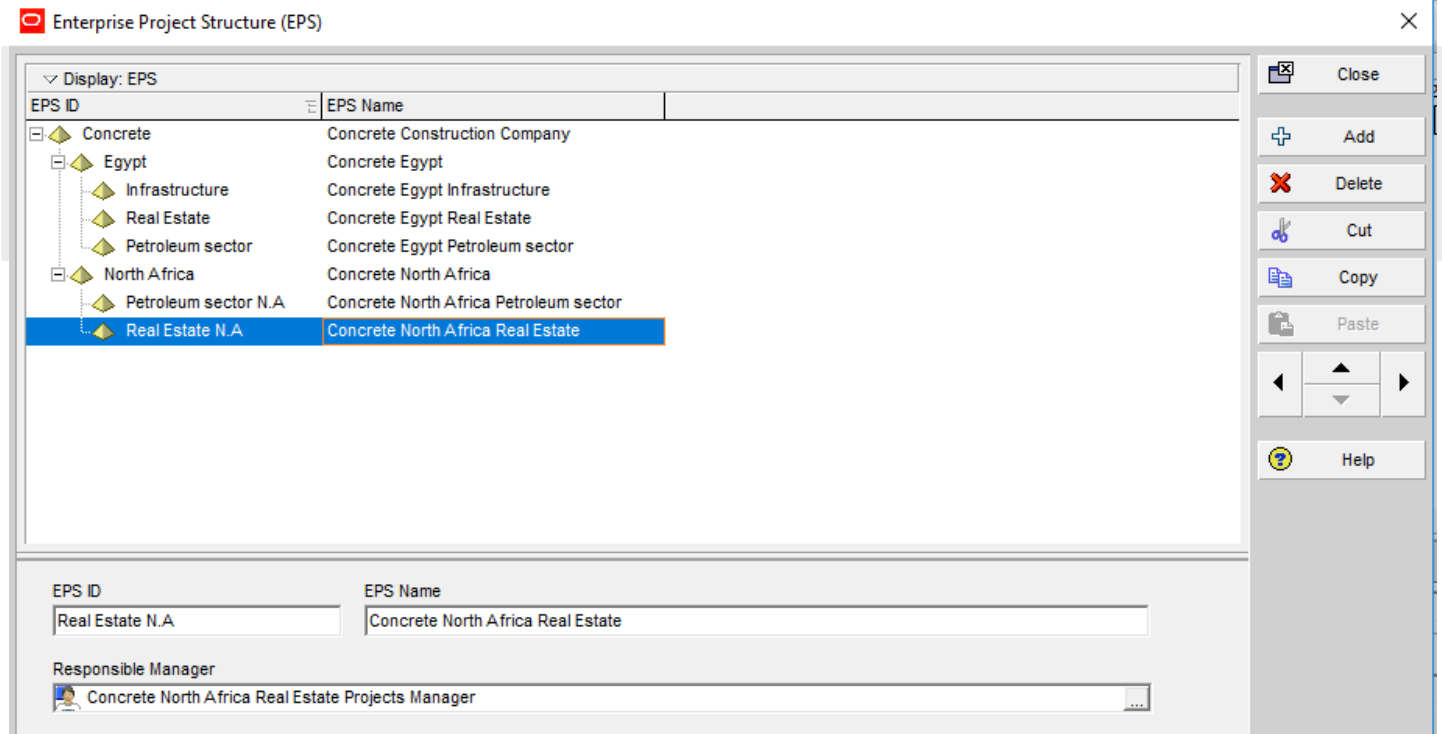 Enterprise Project Structure (EPS)
Display: EPS
EPS ID EPS Name
Concrete Concrete Construction Company
Egypt Concrete Egypt
Infrastructure Concrete Egypt Infrastructure
Real Estate Concrete Egypt Real Estate
Petroleum sector Concrete Egypt Petroleum sector
North Africa Concrete North Africa
Petroleum sector N.A Concrete North Africa Petroleum sector
Real Estate N.A Concrete North Africa Real Estate
Close
Add
Delete
Cut
Copy
Paste
Help
EPS ID EPS Name
Real Estate N.A Concrete North Africa Real Estate
Responsible Manager
Concrete North Africa Real Estate Projects Manager
...